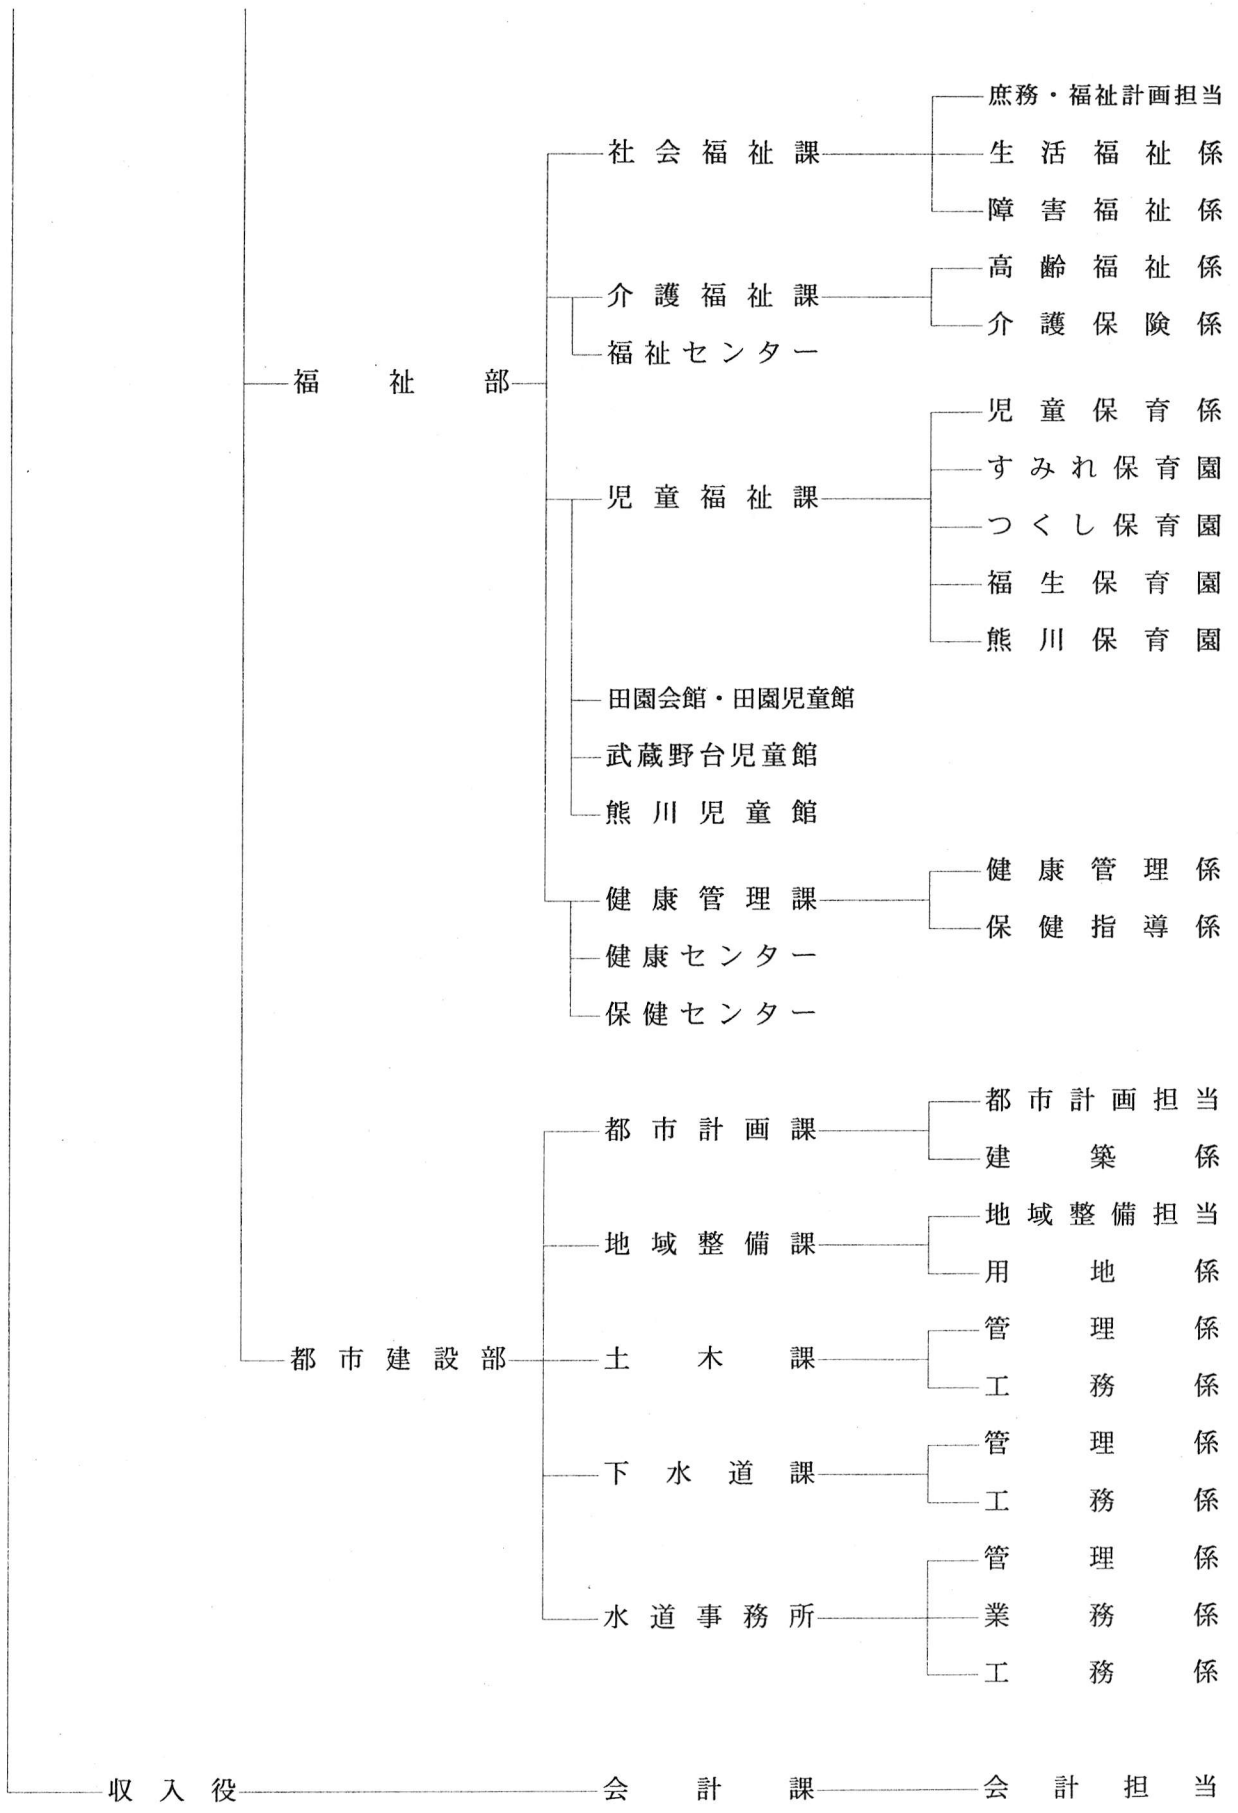 庶務・福祉計画担当
社会福祉課 生活福祉係
障害福祉係
高齢福祉係
介護福祉課
介護保険係
福祉センター
福祉部
児童保育係
すみれ保育園
児童福祉課
つくし保育園
福生保育園
熊川保育園
田園会館・田園児童館
武蔵野台児童館
熊川児童館
健康管理係
健康管理課
保健指導係
健康センター
保健センター
都市計画担当
都市計画課
建築係
地域整備担当
地域整備課
用地係
管理係
都市建設部 土木課
工務係
管理係
下水道課
工務係
管理係
水道事務所 業務係
工務係
収入役 会計課 会計担当